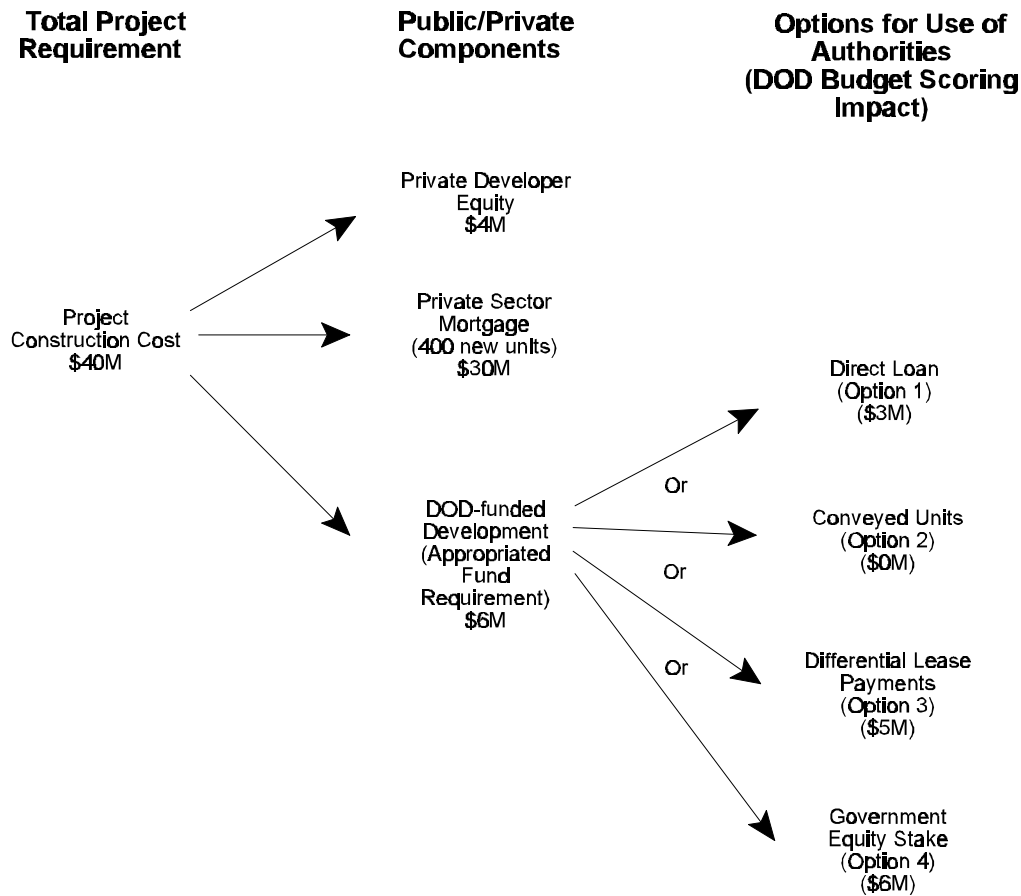 Total Project
Requirement
Public/Private
Components
Options for Use of
Authorities
(DOD Budget Scoring
Impact)
Project
Construction Cost
$40M
Private Developer
Equity
$4M
Private Sector
Mortgage
(400 new units)
$30M
DOD-funded
Development
(Appropriated
Fund
Requirement)
$6M
Or
Or
Or
Direct Loan
(Option 1)
($3M)
Conveyed Units
(Option 2)
($0M)
Differential Lease
Payments
(Option 3)
($5M)
Government
Equity Stake
(Option 4)
($6M)